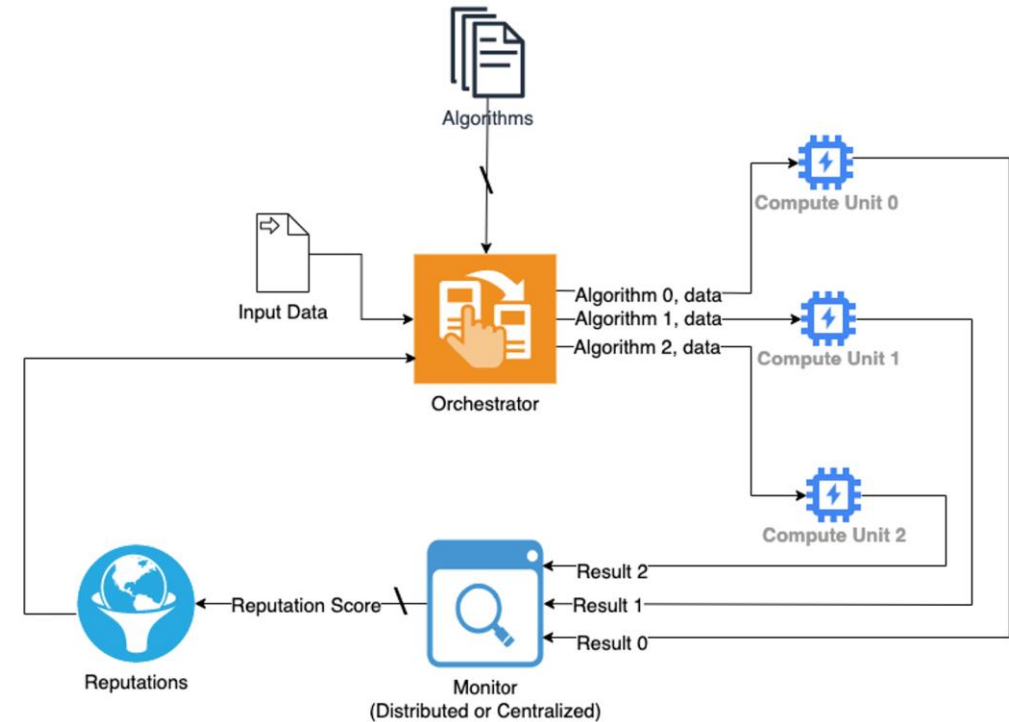 Algorithms
Compute Unit 0
Input Data
Algorithm 0, data
Algorithm 1, data
Algorithm 2, data
Compute Unit 1
Orchestrator
Compute Unit 2
Result 2
Reputation Score
Result 1
Result 0
Reputations
Monitor
(Distributed or Centralized)